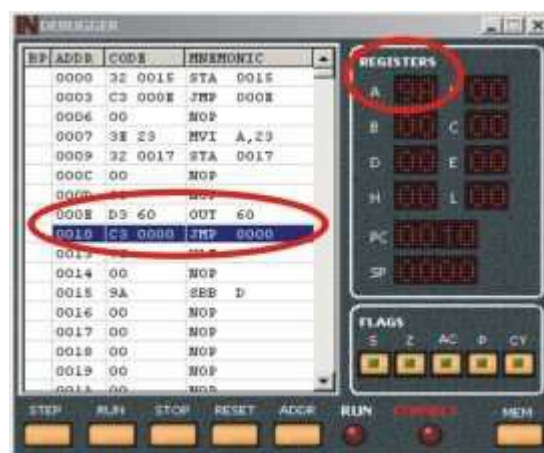 DEBUGGER
BP ADDR CODE MNEMONIC
0000 32 0015 STA 0015
0003 C3 000E JMP 000E
0006 00 NOP
0007 3E 23 MVI A,23
0009 32 0017 STA 0017
000C 00 NOP
000E D3 60 OUT 60
0010 C3 0000 JMP 0000
0014 00 NOP
0015 9A SBB D
0016 00 NOP
0017 00 NOP
0018 00 NOP
0019 00 NOP
001A 00 NOP
REGISTERS
A 00
B 00 C 00
D 00 E 00
H 00 L 00
PC 0010
SP 0000
FLAGS
S Z AC P CY
STEP RUN STOP RESET ADDR RUN MEM